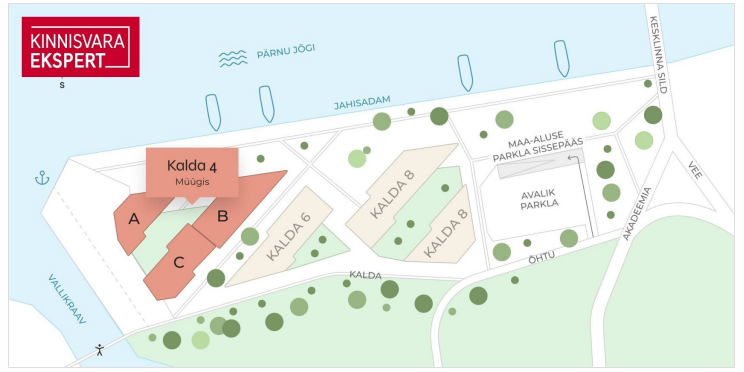 KINNISVARA
EKSPERT
S
PÄRNU JÕGI
JAHISADAM
KESKLINNA SILD
MAA-ALUSE
PARKLA SISSEPÄÄS
VEE
Kalda 4
Müügis
A
B
C
KALDA 6
KALDA 8
KALDA 8
AVALIK
PARKLA
AKADEEMIA
ÕHTU
KALDA
VALLIKRAAV